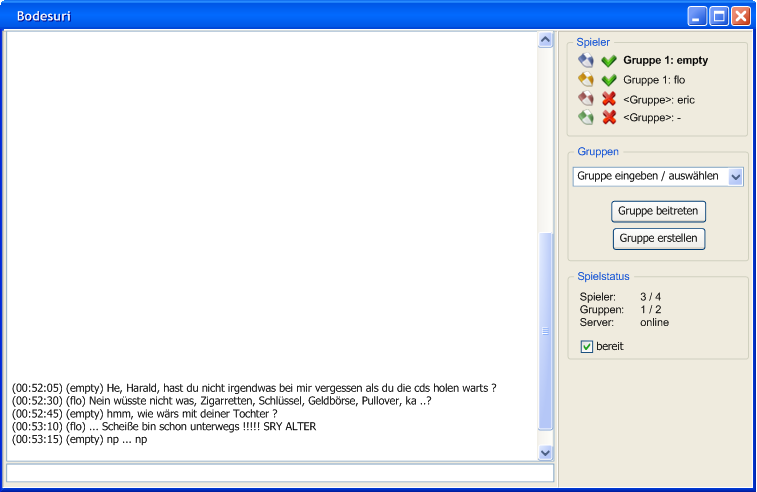 Bodesuri
(00:52:05) (empty) He, Harald, hast du nicht irgendwas bei mir vergessen als du die cds holen warts ?
(00:52:30) (flo) Nein wüsste nicht was, Zigarretten, Schlüssel, Geldbörse, Pullover, ka ..?
(00:52:45) (empty) hmm, wie wärs mit deiner Tochter ?
(00:53:10) (flo) ... Scheiße bin schon unterwegs !!!!! SRY ALTER
(00:53:15) (empty) np ... np
Spieler
Gruppe 1: empty
Gruppe 1: flo
<Gruppe>: eric
<Gruppe>: -
Gruppen
Gruppe eingeben / auswählen
Gruppe beitreten
Gruppe erstellen
Spielstatus
Spieler: 3 / 4
Gruppen: 1 / 2
Server: online
bereit